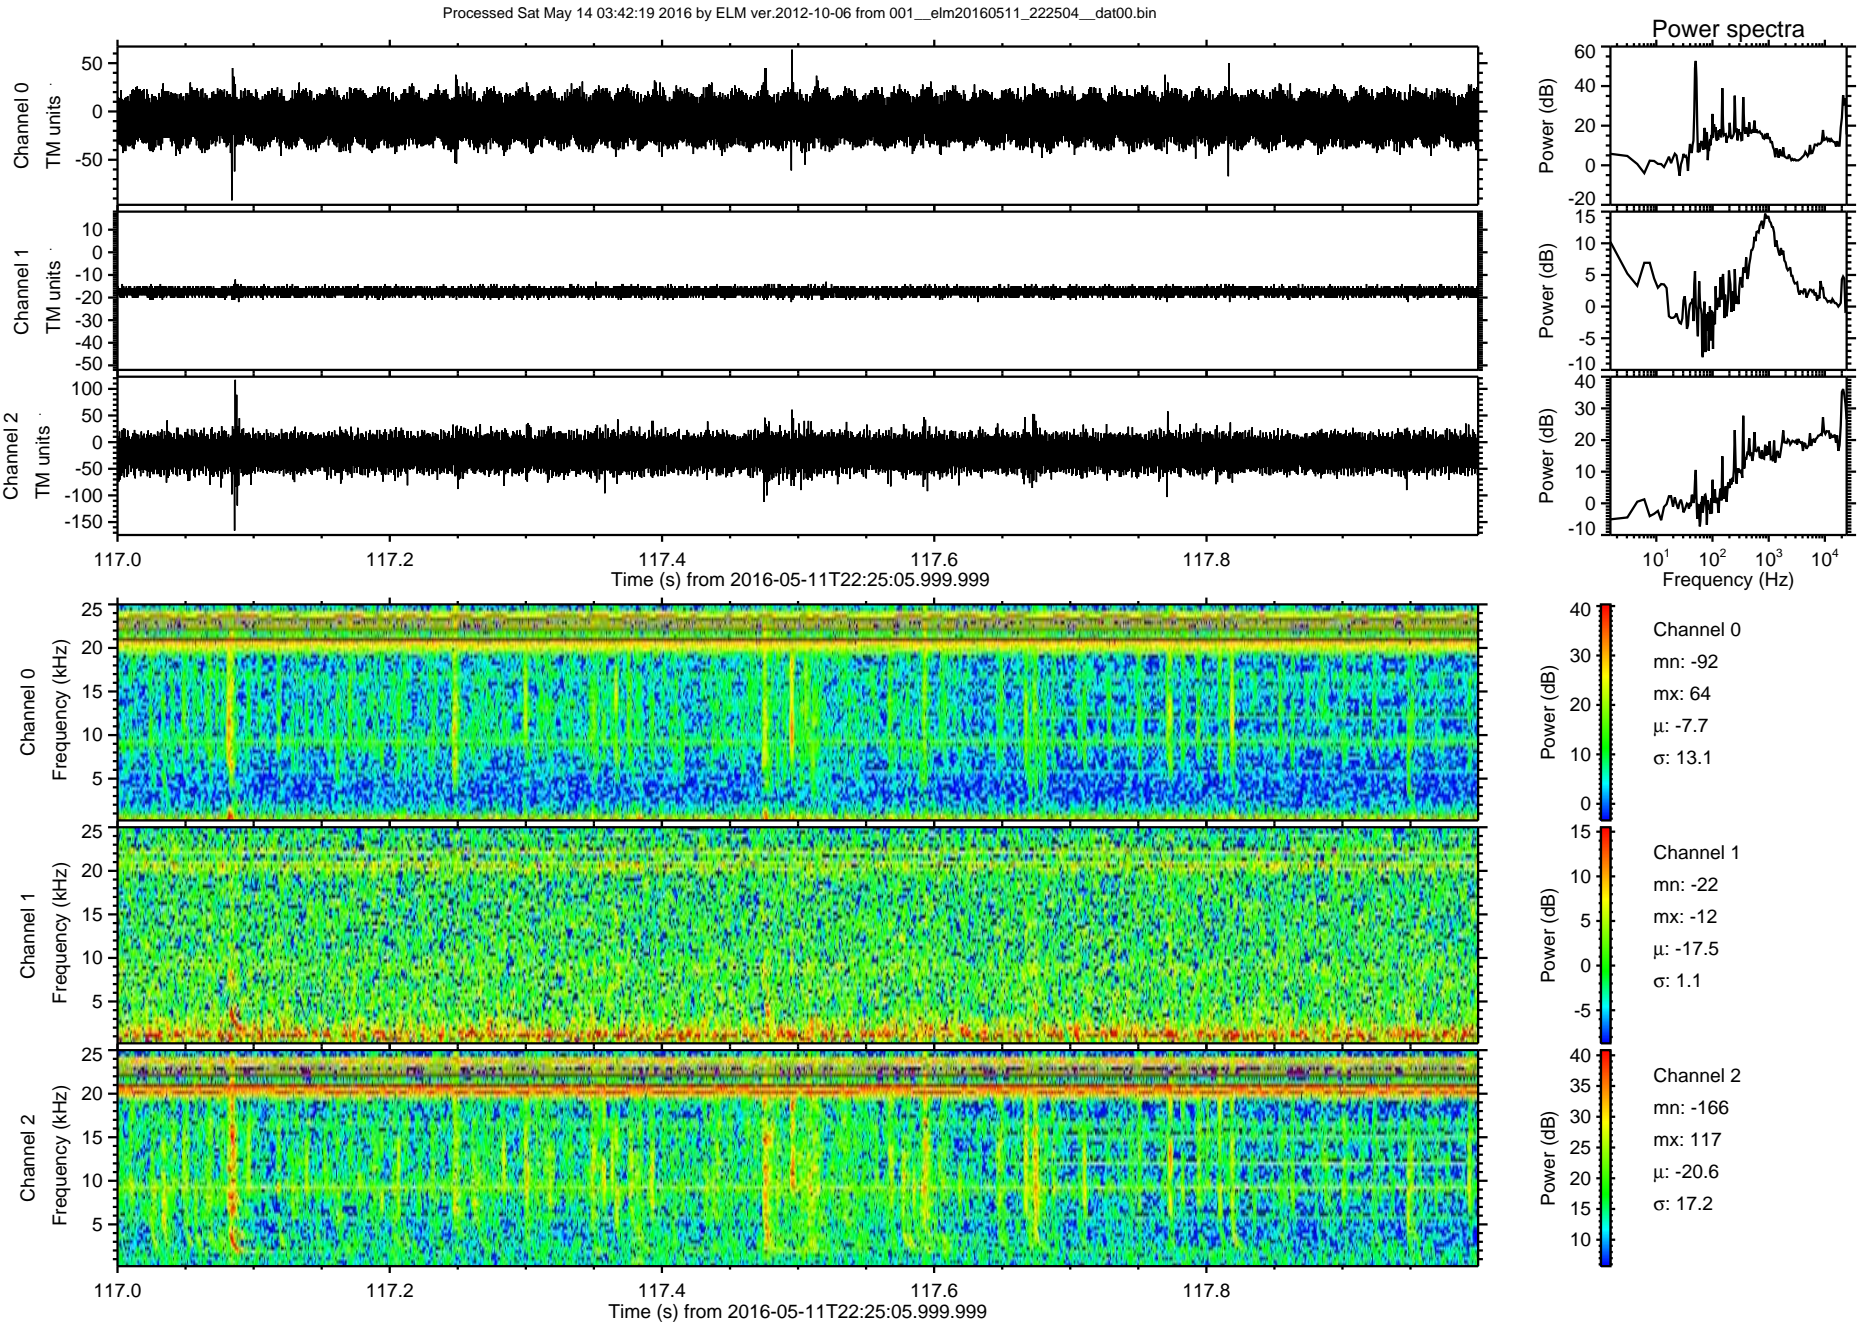 Processed Sat May 14 03:42:19 2016 by ELM ver.2012-10-06 from 001__elm20160511_222504__dat00.bin
Power spectra
Channel 0
TM units
50
0
-50
Power (dB)
60
40
20
0
-20
Channel 1
TM units
10
0
-10
-20
-30
-40
-50
Power (dB)
15
10
5
0
-5
-10
Channel 2
TM units
100
50
0
-50
-100
-150
Power (dB)
40
30
20
10
0
-10
117.0 117.2 117.4 117.6 117.8
Time (s) from 2016-05-11T22:25:05.999.999
10¹ 10² 10³ 10⁴
Frequency (Hz)
Channel 0
Frequency (kHz)
25
20
15
10
5
Power (dB)
40
30
20
10
0
Channel 0
mn: -92
mx: 64
µ: -7.7
σ: 13.1
Channel 1
Frequency (kHz)
25
20
15
10
5
Power (dB)
15
10
5
0
-5
Channel 1
mn: -22
mx: -12
µ: -17.5
σ: 1.1
Channel 2
Frequency (kHz)
25
20
15
10
5
Power (dB)
40
35
30
25
20
15
10
Channel 2
mn: -166
mx: 117
µ: -20.6
σ: 17.2
117.0 117.2 117.4 117.6 117.8
Time (s) from 2016-05-11T22:25:05.999.999